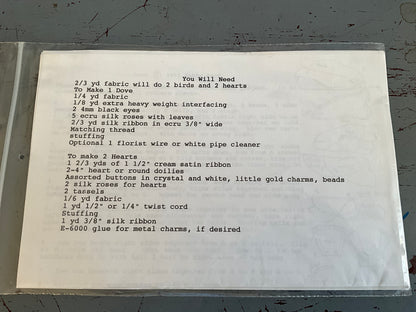 You Will Need
2/3 yd fabric will do 2 birds and 2 hearts
To Make 1 Dove
1/4 yd fabric
1/8 yd extra heavy weight interfacing
2 4mm black eyes
5 ecru silk roses with leaves
2/3 yd silk ribbon in ecru 3/8" wide
Matching thread
stuffing
Optional 1 florist wire or white pipe cleaner
To make 2 Hearts
1 2/3 yds of 1 1/2" cream satin ribbon
2-4" heart or round doilies
Assorted buttons in crystal and white, little gold charms, beads
2 silk roses for hearts
2 tassels
1/6 yd fabric
1 yd 1/2" or 1/4" twist cord
Stuffing
1 yd 3/8" silk ribbon
E-6000 glue for metal charms, if desired